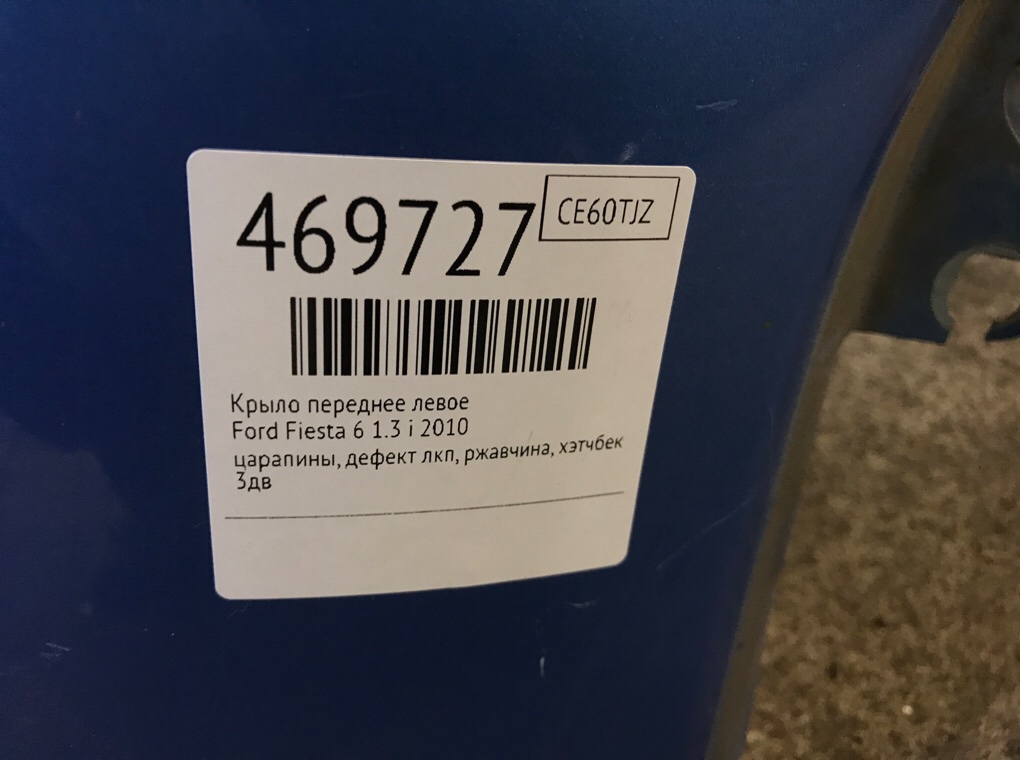 469727
CE60TJZ
Крыло переднее левое
Ford Fiesta 6 1.3 i 2010
царапины, дефект лкп, ржавчина, хэтчбек
3дв